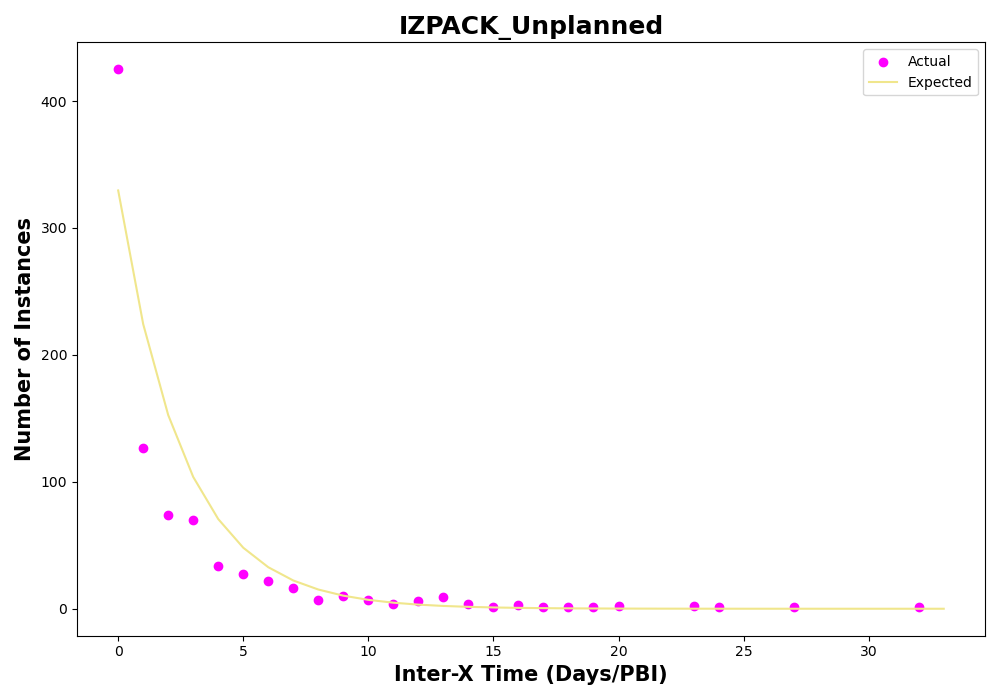 IZPACK_Unplanned
Actual
Expected
Number of Instances
400
300
200
100
0
0 5 10 15 20 25 30
Inter-X Time (Days/PBI)